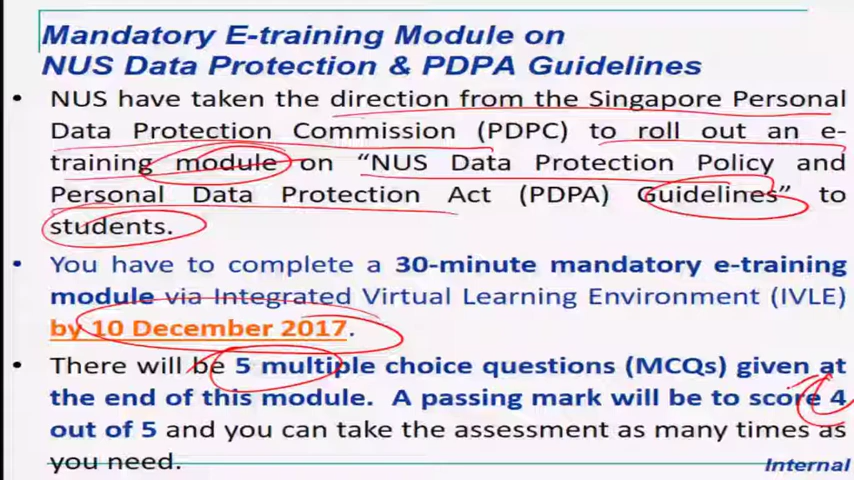 Mandatory E-training Module on
NUS Data Protection & PDPA Guidelines
• NUS have taken the direction from the Singapore Personal
Data Protection Commission (PDPC) to roll out an e-
training module on “NUS Data Protection Policy and
Personal Data Protection Act (PDPA) Guidelines” to
students.
• You have to complete a 30-minute mandatory e-training
module via Integrated Virtual Learning Environment (IVLE)
by 10 December 2017.
• There will be 5 multiple choice questions (MCQs) given at
the end of this module. A passing mark will be to score 4
out of 5 and you can take the assessment as many times as
you need.
Internal